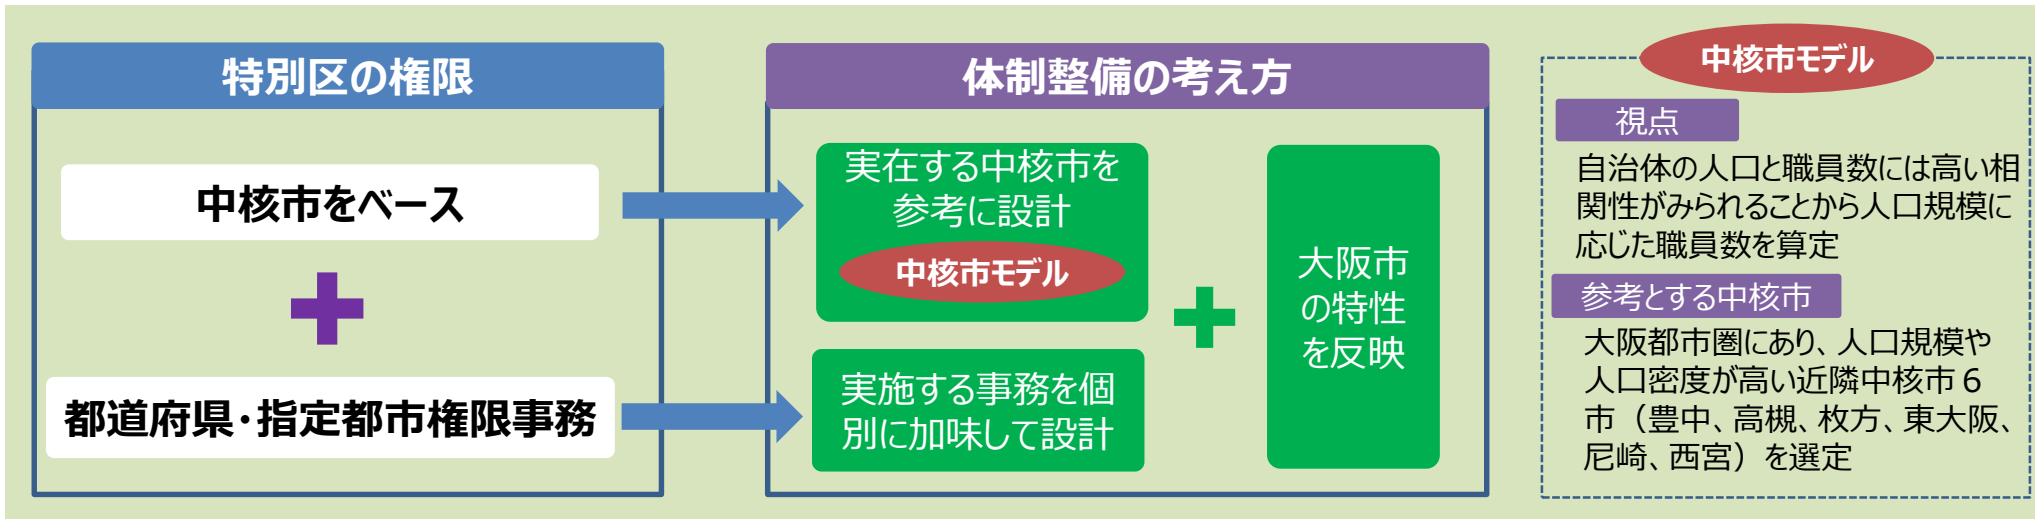 特別区の権限
中核市をベース
都道府県・指定都市権限事務
体制整備の考え方
実在する中核市を
参考に設計
中核市モデル
実施する事務を個
別に加味して設計
大阪市
の特性
を反映
中核市モデル
視点
自治体の人口と職員数には高い相
関性がみられることから人口規模に
応じた職員数を算定
参考とする中核市
大阪都市圏にあり、人口規模や
人口密度が高い近隣中核市６
市（豊中、高槻、枚方、東大阪、
尼崎、西宮）を選定